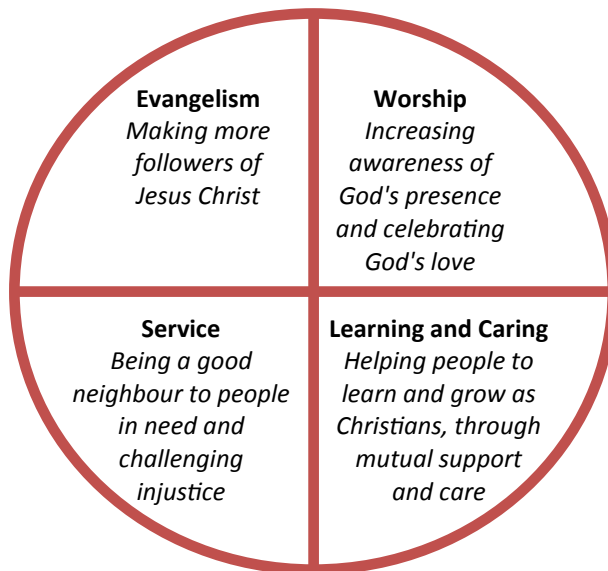 Evangelism
Making more
followers of
Jesus Christ
Worship
Increasing
awareness of
God's presence
and celebrating
God's love
Service
Being a good
neighbour to people
in need and
challenging
injustice
Learning and Caring
Helping people to
learn and grow as
Christians, through
mutual support
and care